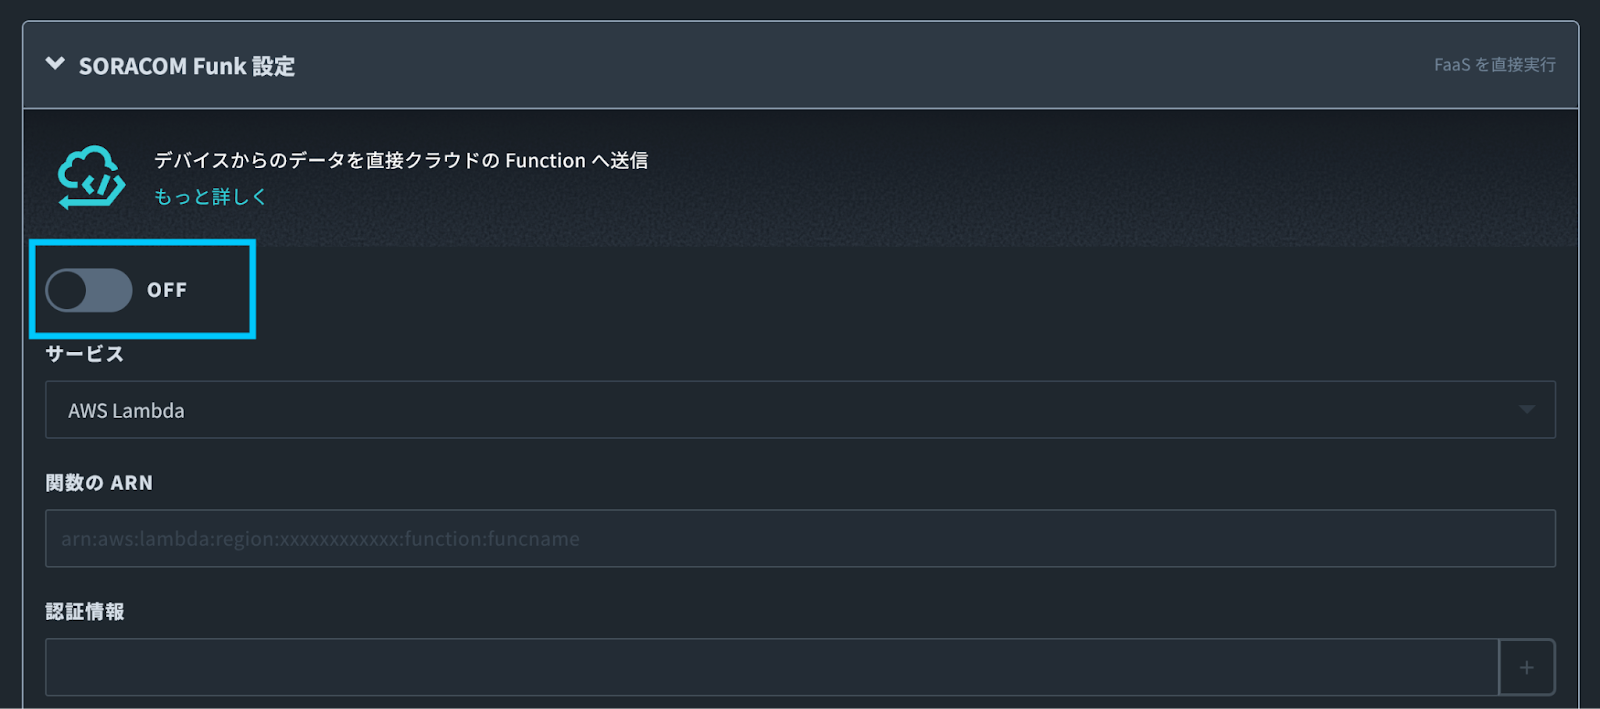 SORACOM Funk 設定
FaaS を直接実行
デバイスからのデータを直接クラウドの Function へ送信
もっと詳しく
OFF
サービス
AWS Lambda
関数の ARN
arn:aws:lambda:region:xxxxxxxxxxxx:function:funcname
認証情報
+